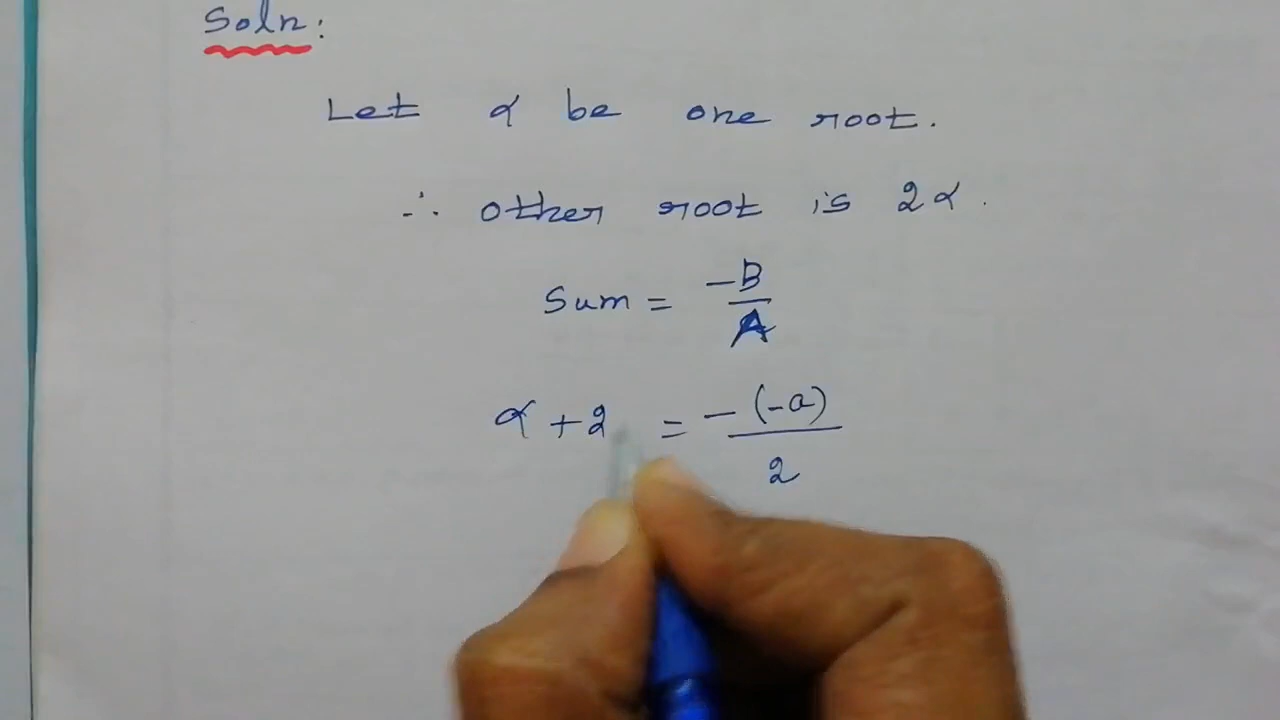 Soln:
Let α be one root.
∴ other root is 2α.
Sum = -B/A
α + 2 = -(-a)/2